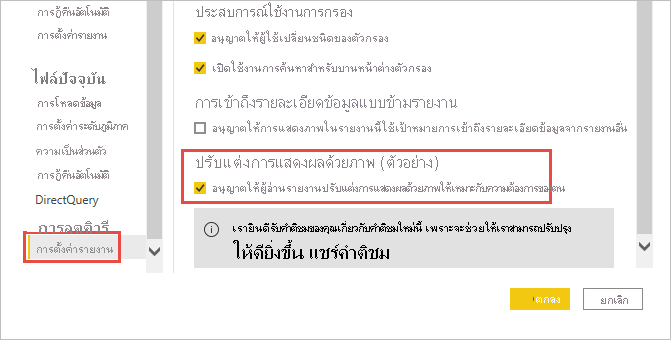 การกู้คืนอัตโนมัติ
การตั้งค่ารายงาน
ไฟล์ปัจจุบัน
การโหลดข้อมูล
การตั้งค่าระดับภูมิภาค
ความเป็นส่วนตัว
การกู้คืนอัตโนมัติ
DirectQuery
การตั้งค่ารายงาน
ประสบการณ์ใช้งานการกรอง
อนุญาตให้ผู้ใช้เปลี่ยนชนิดของตัวกรอง
เปิดใช้งานการค้นหาสำหรับบานหน้าต่างตัวกรอง
การเข้าถึงรายละเอียดข้อมูลแบบข้ามรายงาน
อนุญาตให้การแสดงภาพในรายงานนี้ใช้เป้าหมายการเข้าถึงรายละเอียดข้อมูลจากรายงานอื่น
ปรับแต่งการแสดงผลด้วยภาพ (ตัวอย่าง)
อนุญาตให้ผู้อ่านรายงานปรับแต่งการแสดงผลด้วยภาพให้เหมาะกับความต้องการของตน
เรายินดีรับคำติชมของคุณเกี่ยวกับคำติชมใหม่นี้ เพราะจะช่วยให้เราสามารถปรับปรุง
ให้ดียิ่งขึ้น แชร์คำติชม
ตกลง
ยกเลิก